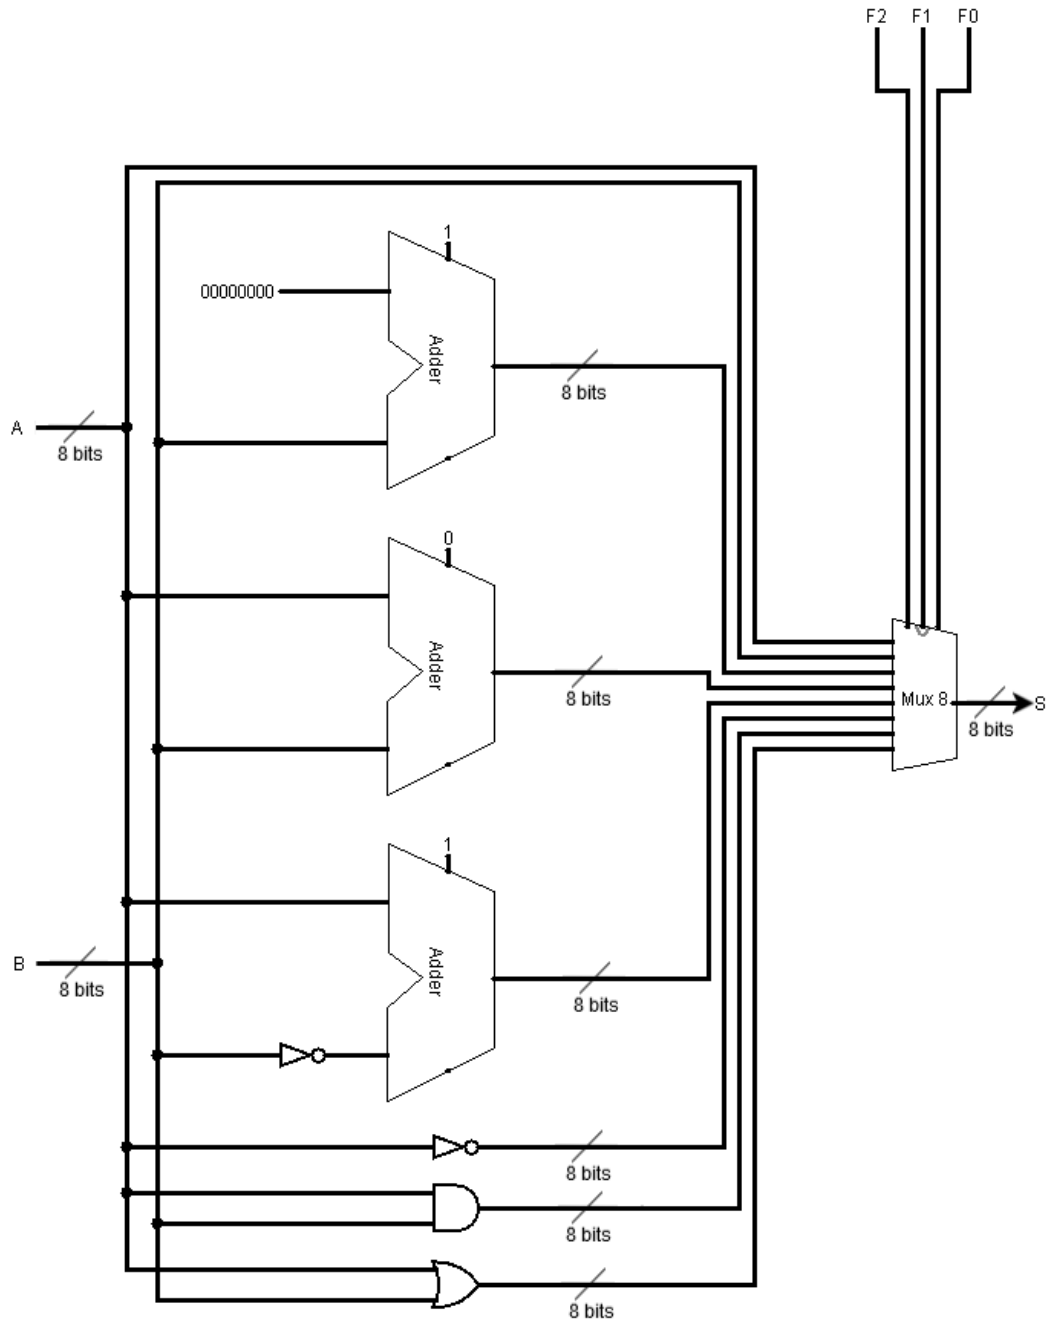 F2 F1 F0
1
00000000
Adder
8 bits
A
8 bits
0
Adder
8 bits
Mux 8
S
8 bits
1
Adder
B
8 bits
8 bits
8 bits
8 bits
8 bits